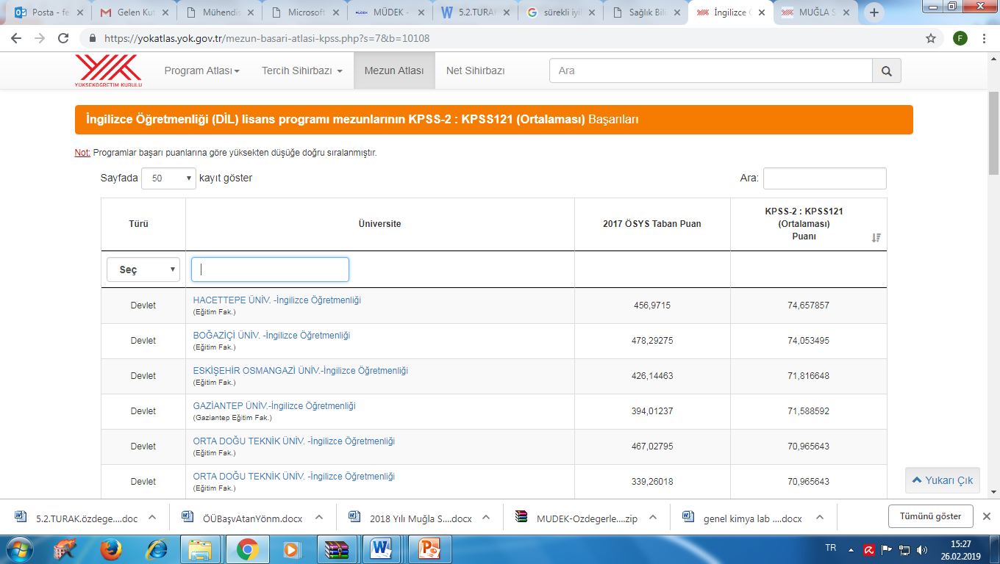 Posta - fe
Gelen Kut
Mühendis
Microsoft
MÜDEK MÜDEK -
5.2.TURAK
sürekli iyil
Sağlık Bili
İngilizce Ö
MUĞLA S
https://yokatlas.yok.gov.tr/mezun-basari-atlasi-kpss.php?s=7&b=10108
F
YÜKSEKÖĞRETİM KURULU
Program Atlası
Tercih Sihirbazı
Mezun Atlası
Net Sihirbazı
Ara
İngilizce Öğretmenliği (DİL) lisans programı mezunlarının KPSS-2 : KPSS121 (Ortalaması) Başarıları
Not: Programlar başarı puanlarına göre yüksekten düşüğe doğru sıralanmıştır.
Sayfada 50 kayıt göster
Ara:
Türü
Üniversite
2017 ÖSYS Taban Puan
KPSS-2 : KPSS121
(Ortalaması)
Puanı
Seç
Devlet
HACETTEPE ÜNİV. -İngilizce Öğretmenliği
(Eğitim Fak.)
456,9715
74,657857
Devlet
BOĞAZİÇİ ÜNİV. -İngilizce Öğretmenliği
(Eğitim Fak.)
478,29275
74,053495
Devlet
ESKİŞEHİR OSMANGAZİ ÜNİV.-İngilizce Öğretmenliği
(Eğitim Fak.)
426,14463
71,816648
Devlet
GAZİANTEP ÜNİV.-İngilizce Öğretmenliği
(Gaziantep Eğitim Fak.)
394,01237
71,588592
Devlet
ORTA DOĞU TEKNİK ÜNİV. -İngilizce Öğretmenliği
(Eğitim Fak.)
467,02795
70,965643
Devlet
ORTA DOĞU TEKNİK ÜNİV. -İngilizce Öğretmenliği
(Eğitim Fak.)
339,26018
70,965643
Yukarı Çık
5.2.TURAK.özdege....doc
ÖÜBaşvAtanYönm.docx
2018 Yılı Muğla S....docx
MUDEK-Ozdegerle....zip
genel kimya lab ....docx
Tümünü göster
TR
15:27
26.02.2019